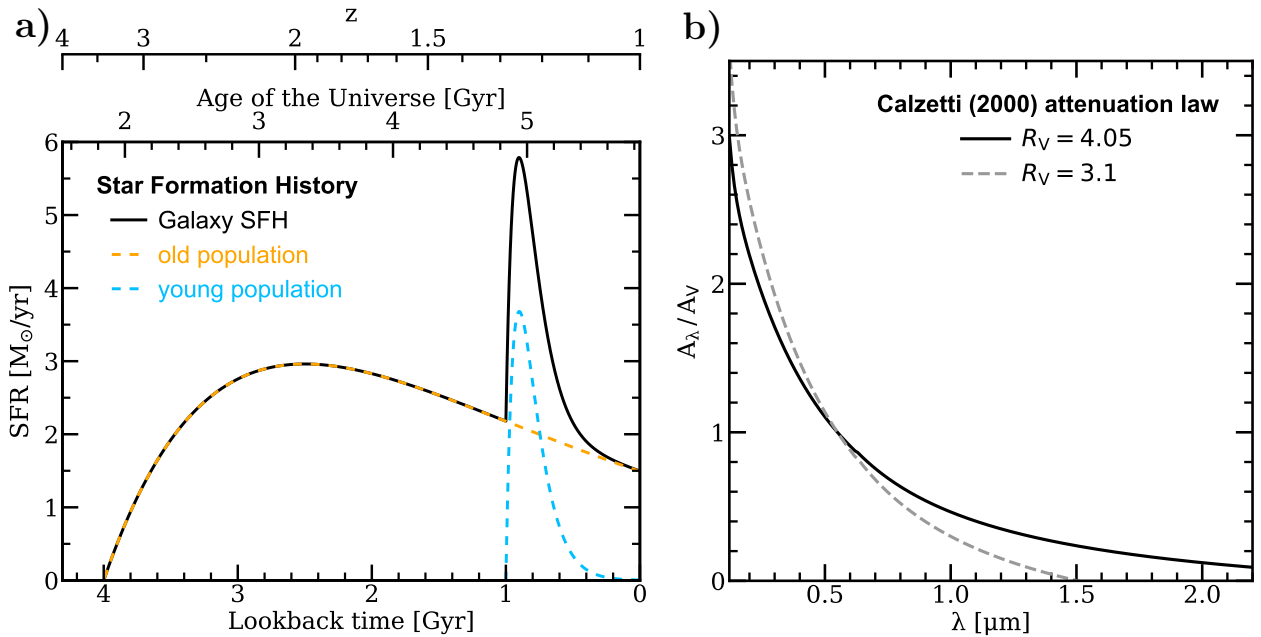 a)
z
4 3 2 1.5 1
Age of the Universe [Gyr]
2 3 4 5
6
5
4
3
2
1
0
SFR [M⊙/yr]
Star Formation History
Galaxy SFH
old population
young population
4 3 2 1 0
Lookback time [Gyr]
b)
Calzetti (2000) attenuation law
R_V = 4.05
R_V = 3.1
3
2
1
0
A_λ/A_V
0.5 1.0 1.5 2.0
λ [μm]